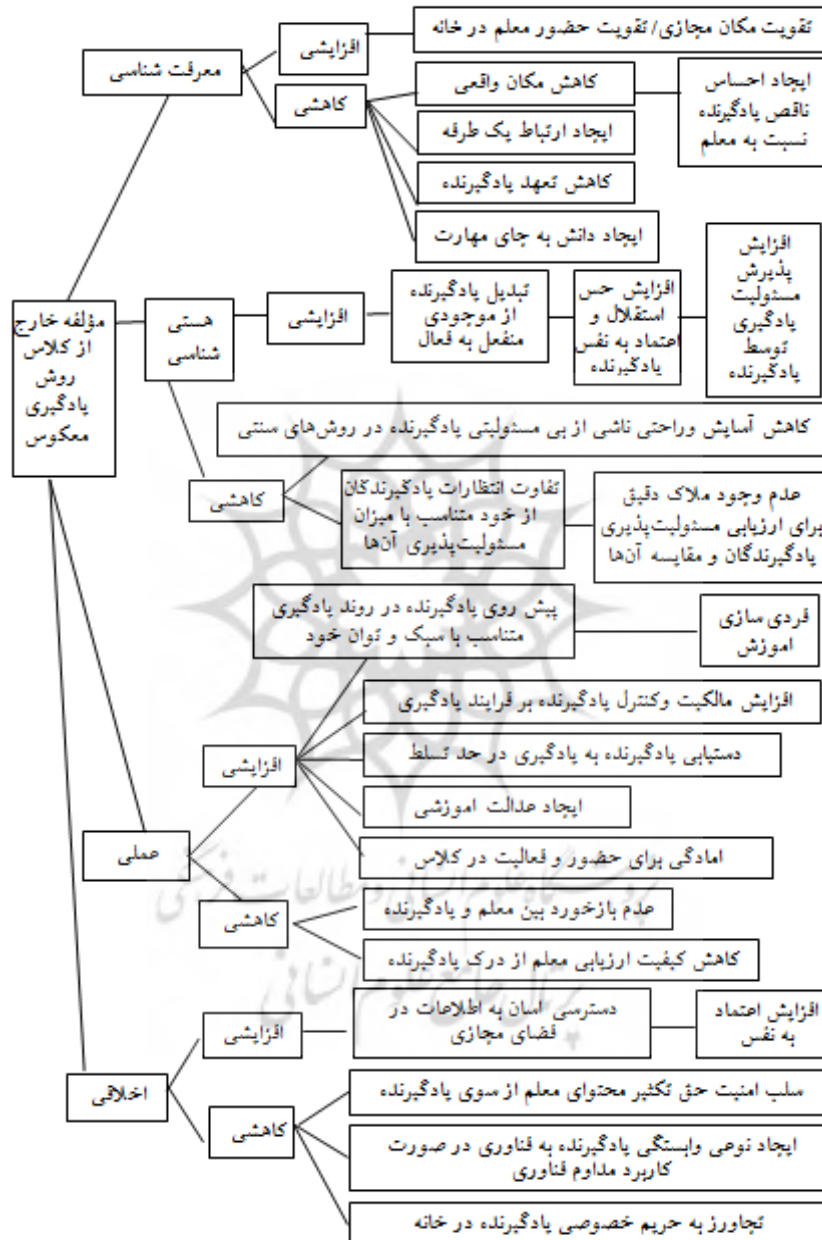 تقویت مکان مجازی/ تقویت حضور معلم در خانه
افزایشی
معرفت شناسی
کاهشی
کاهش مکان واقعی
ایجاد احساس
ناقص یادگیرنده
نسبت به معلم
ایجاد ارتباط یک طرفه
کاهش تعهد یادگیرنده
ایجاد دانش به جای مهارت
مؤلفه خارج
از کلاس
روش
یادگیری
معکوس
هستی
شناسی
افزایشی
تبدیل یادگیرنده
از موجودی
منفعل به فعال
افزایش حس
استقلال و
اعتماد به نفس
یادگیرنده
افزایش
پذیرش
مسئولیت
یادگیری
توسط
یادگیرنده
کاهش آسایش وراحتی ناشی از بی مسئولیتی یادگیرنده در روش‌های سنتی
کاهشی
تفاوت انتظارات یادگیرندگان
از خود متناسب با میزان
مسئولیت‌پذیری آن‌ها
عدم وجود ملاک دقیق
برای ارزیابی مسئولیت‌پذیری
یادگیرندگان و مقایسه آن‌ها
پیش روی یادگیرنده در روند یادگیری
متناسب با سبک و توان خود
فردی سازی
اموزش
افزایش مالکیت وکنترل یادگیرنده بر فرایند یادگیری
افزایشی
دستیابی یادگیرنده به یادگیری در حد تسلط
ایجاد عدالت اموزشی
عملی
امادگی برای حضور و فعالیت در کلاس
پژوهشگاه علوم انسانی و مطالعات فرهنگی
کاهشی
عدم بازخورد بین معلم و یادگیرنده
کاهش کیفیت ارزیابی معلم از درک یادگیرنده
پرتال جامع علوم انسانی
افزایشی
دسترسی اسان به اطلاعات در
فضای مجازی
افزایش اعتماد
به نفس
اخلاقی
کاهشی
سلب امنیت حق تکثیر محتوای معلم از سوی یادگیرنده
ایجاد نوعی وابستگی یادگیرنده به فناوری در صورت
کاربرد مداوم فناوری
تجاورز به حریم خصوصی یادگیرنده در خانه